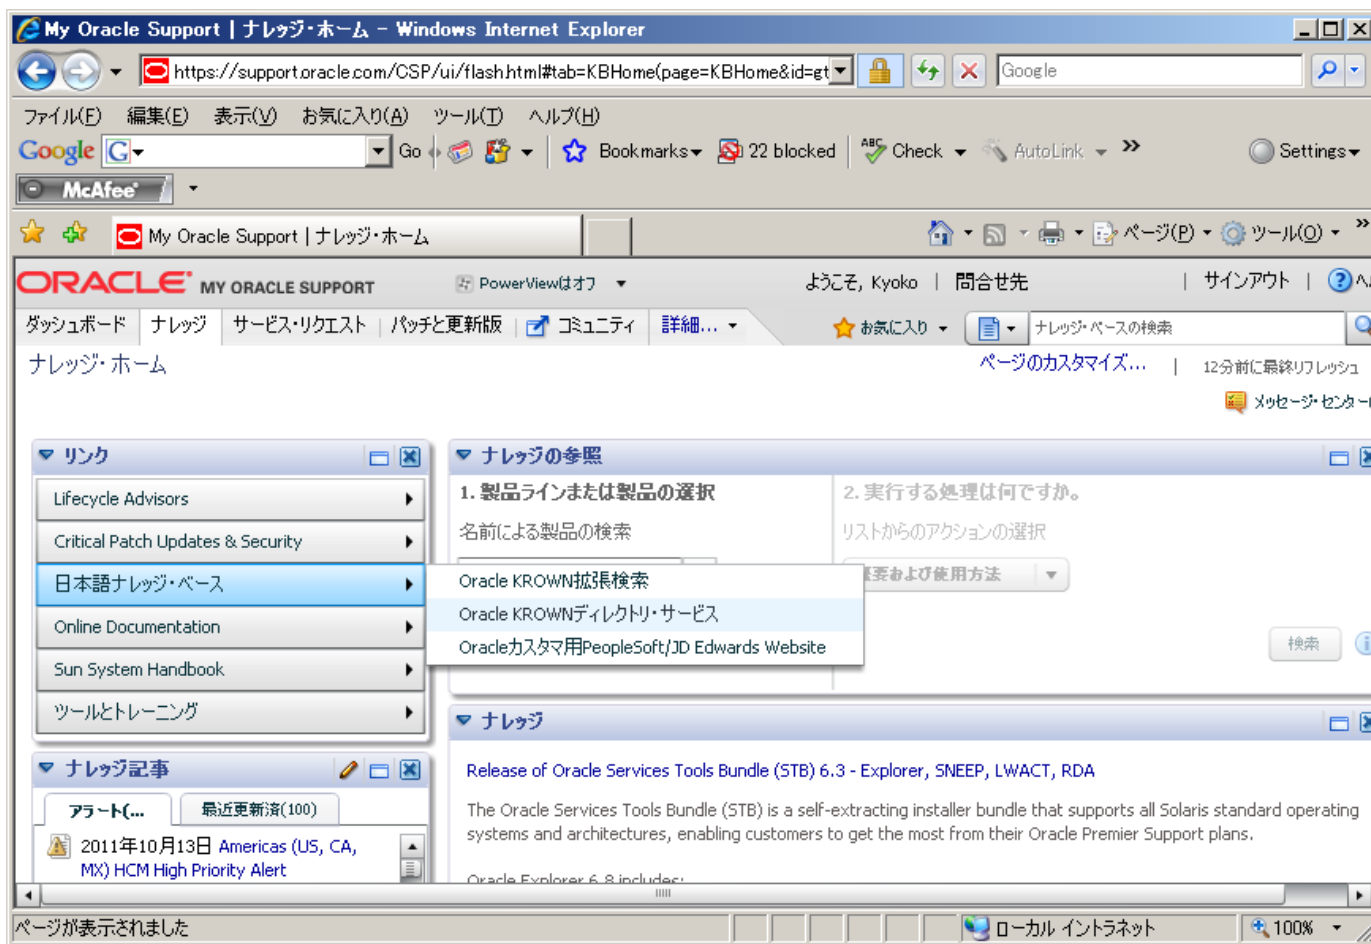 My Oracle Support | ナレッジ・ホーム - Windows Internet Explorer
https://support.oracle.com/CSP/ui/flash.html#tab=KBHome(page=KBHome&id=gt
Google
ファイル(F) 編集(E) 表示(V) お気に入り(A) ツール(T) ヘルプ(H)
Google G Go Bookmarks 22 blocked ABC Check AutoLink Settings
McAfee
My Oracle Support | ナレッジ・ホーム ページ(P) ツール(O)
ORACLE MY ORACLE SUPPORT PowerViewはオフ ようこそ, Kyoko | 問合せ先 | サインアウト |
ダッシュボード ナレッジ サービス・リクエスト パッチと更新版 コミュニティ 詳細... お気に入り ナレッジ・ベースの検索
ナレッジ・ホーム ページのカスタマイズ... | 12分前に最終リフレッシュ
メッセージ・センター
リンク
Lifecycle Advisors
Critical Patch Updates & Security
日本語ナレッジ・ベース
Online Documentation
Sun System Handbook
ツールとトレーニング
Oracle KROWN拡張検索
Oracle KROWNディレクトリ・サービス
Oracleカスタマ用PeopleSoft/JD Edwards Website
ナレッジの参照
1. 製品ラインまたは製品の選択
名前による製品の検索
2. 実行する処理は何ですか。
リストからのアクションの選択
要および使用方法
検索
ナレッジ記事
アラート(... 最近更新済(100)
2011年10月13日 Americas (US, CA,
MX) HCM High Priority Alert
ナレッジ
Release of Oracle Services Tools Bundle (STB) 6.3 - Explorer, SNEEP, LWACT, RDA
The Oracle Services Tools Bundle (STB) is a self-extracting installer bundle that supports all Solaris standard operating
systems and architectures, enabling customers to get the most from their Oracle Premier Support plans.
Oracle Explorer 6.8 includes:
ページが表示されました ローカル イントラネット 100%